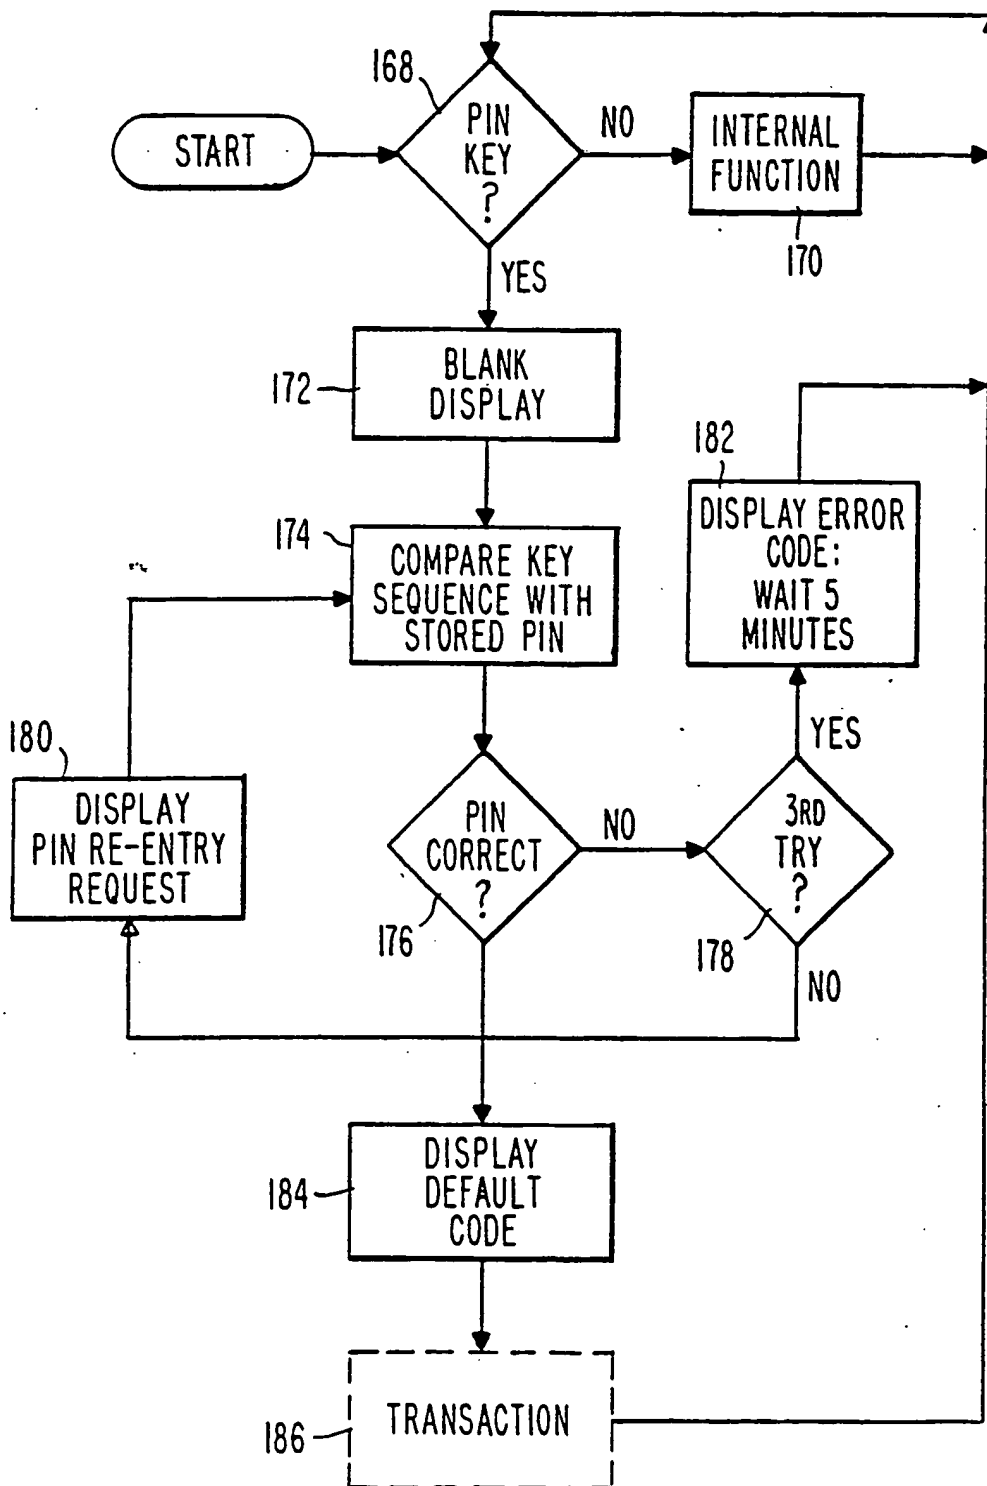 168
START
PIN
KEY
?
NO
INTERNAL
FUNCTION
170
YES
172
BLANK
DISPLAY
174
COMPARE KEY
SEQUENCE WITH
STORED PIN
182
DISPLAY ERROR
CODE:
WAIT 5
MINUTES
YES
180
DISPLAY
PIN RE-ENTRY
REQUEST
PIN
CORRECT
?
176
NO
3RD
TRY
?
178
NO
184
DISPLAY
DEFAULT
CODE
186
TRANSACTION